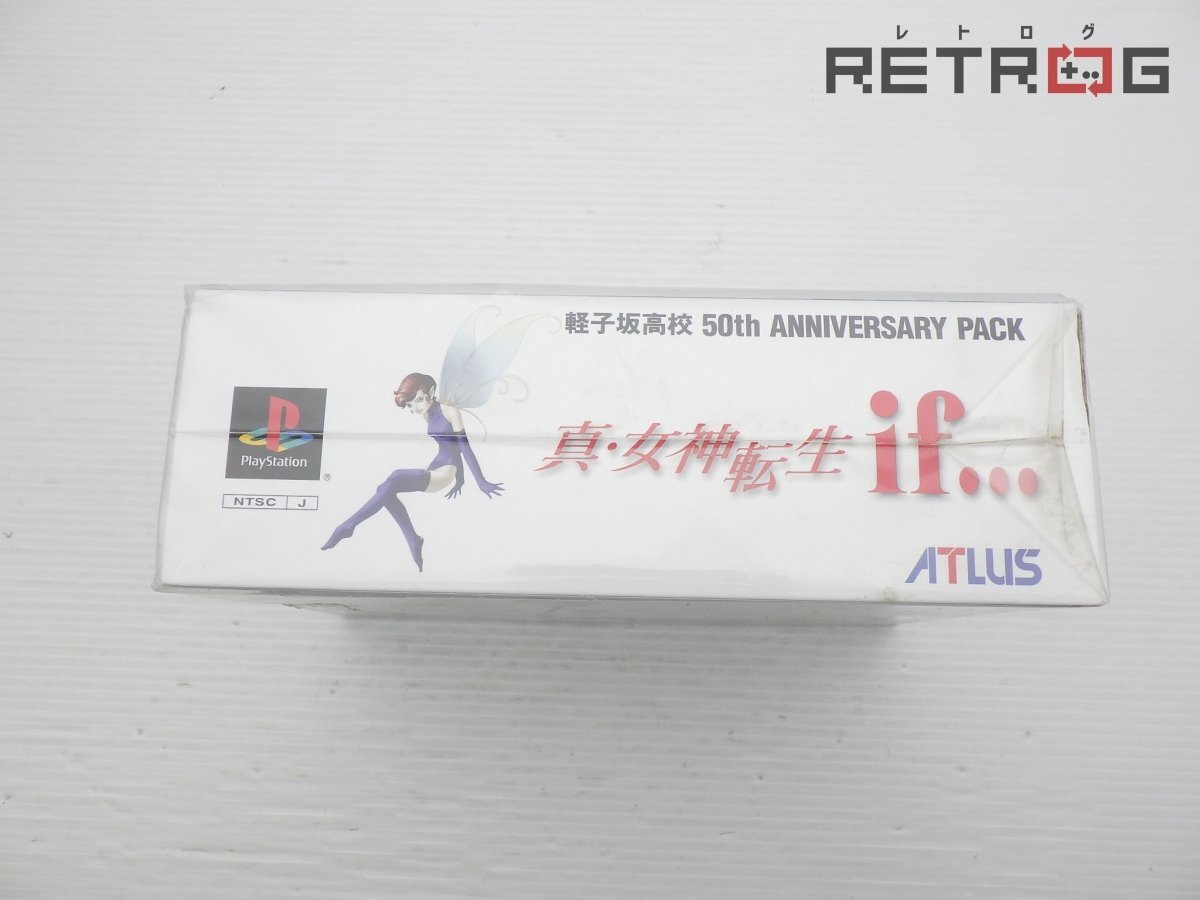 レトログ
RETROG
軽子坂高校 50th ANNIVERSARY PACK
真・女神転生 if...
PlayStation
®
NTSC J
ATLUS